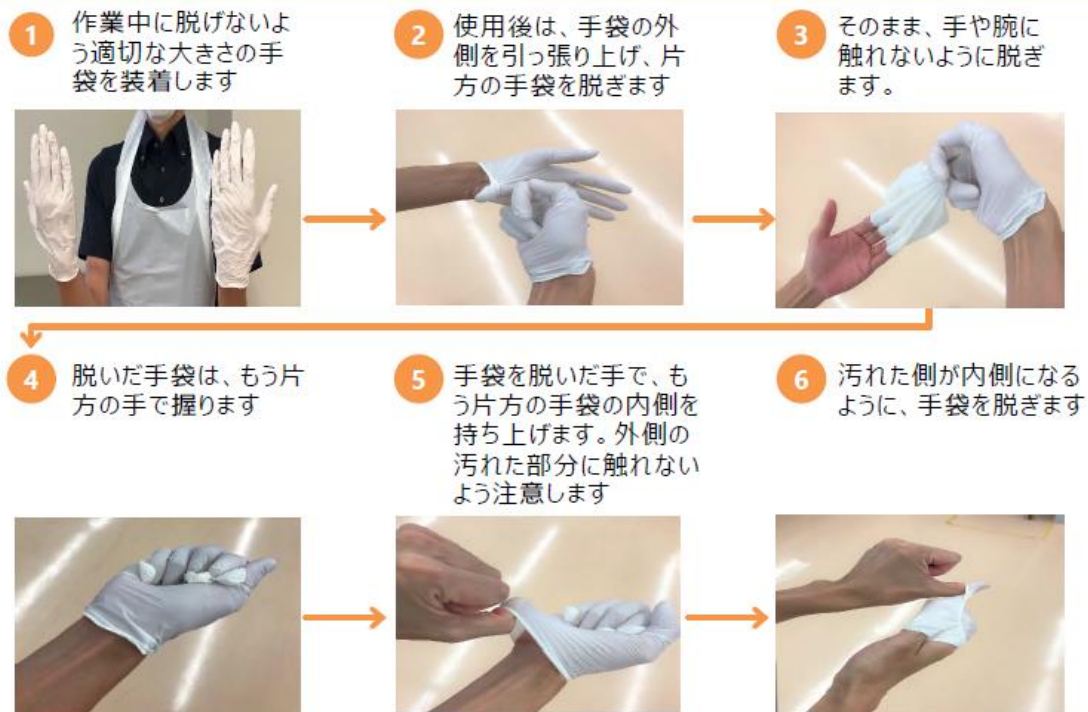 1
作業中に脱げないよ
う適切な大きさの手
袋を装着します
2
使用後は、手袋の外
側を引っ張り上げ、片
方の手袋を脱ぎます
3
そのまま、手や腕に
触れないように脱ぎ
ます。
4
脱いだ手袋は、もう片
方の手で握ります
5
手袋を脱いだ手で、も
う片方の手袋の内側を
持ち上げます。外側の
汚れた部分に触れない
よう注意します
6
汚れた側が内側になる
ように、手袋を脱ぎます